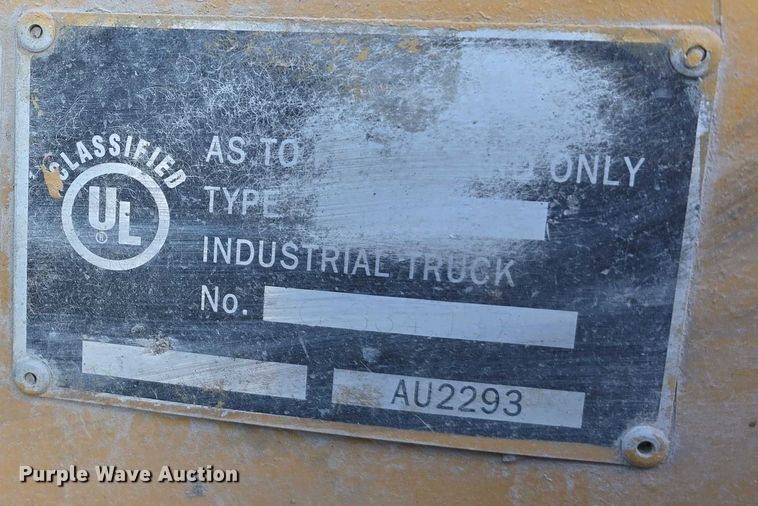 CLASSIFIED
UL
®
AS TO ONLY
TYPE
INDUSTRIAL TRUCK
No.
AU2293
Purple Wave Auction